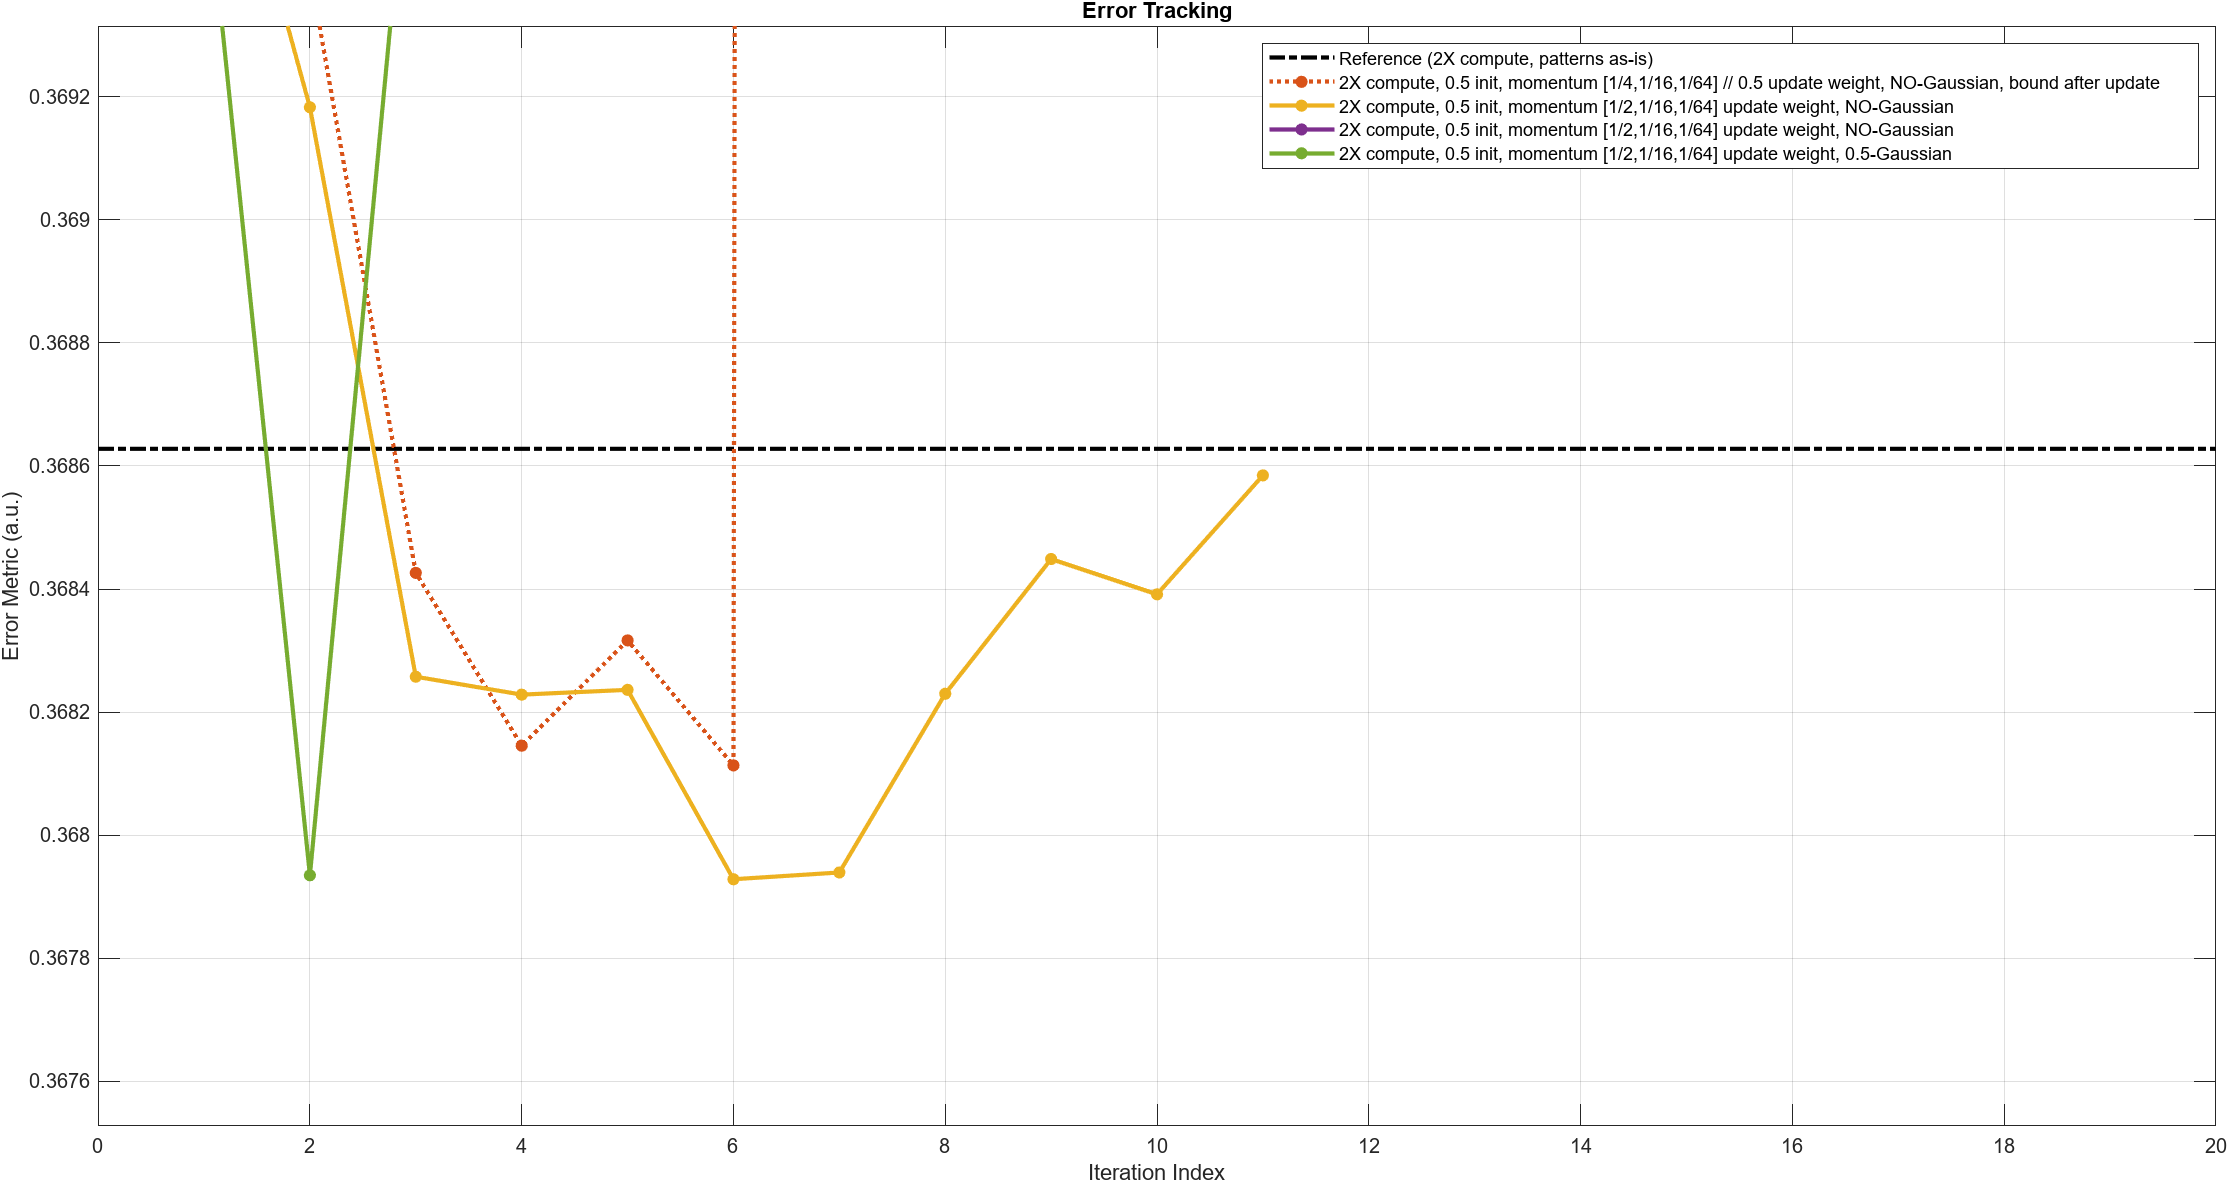 Error Tracking
Reference (2X compute, patterns as-is)
2X compute, 0.5 init, momentum [1/4,1/16,1/64] // 0.5 update weight, NO-Gaussian, bound after update
2X compute, 0.5 init, momentum [1/2,1/16,1/64] update weight, NO-Gaussian
2X compute, 0.5 init, momentum [1/2,1/16,1/64] update weight, NO-Gaussian
2X compute, 0.5 init, momentum [1/2,1/16,1/64] update weight, 0.5-Gaussian
0.3692
0.369
0.3688
0.3686
0.3684
0.3682
0.368
0.3678
0.3676
Error Metric (a.u.)
0 2 4 6 8 10 12 14 16 18 20
Iteration Index